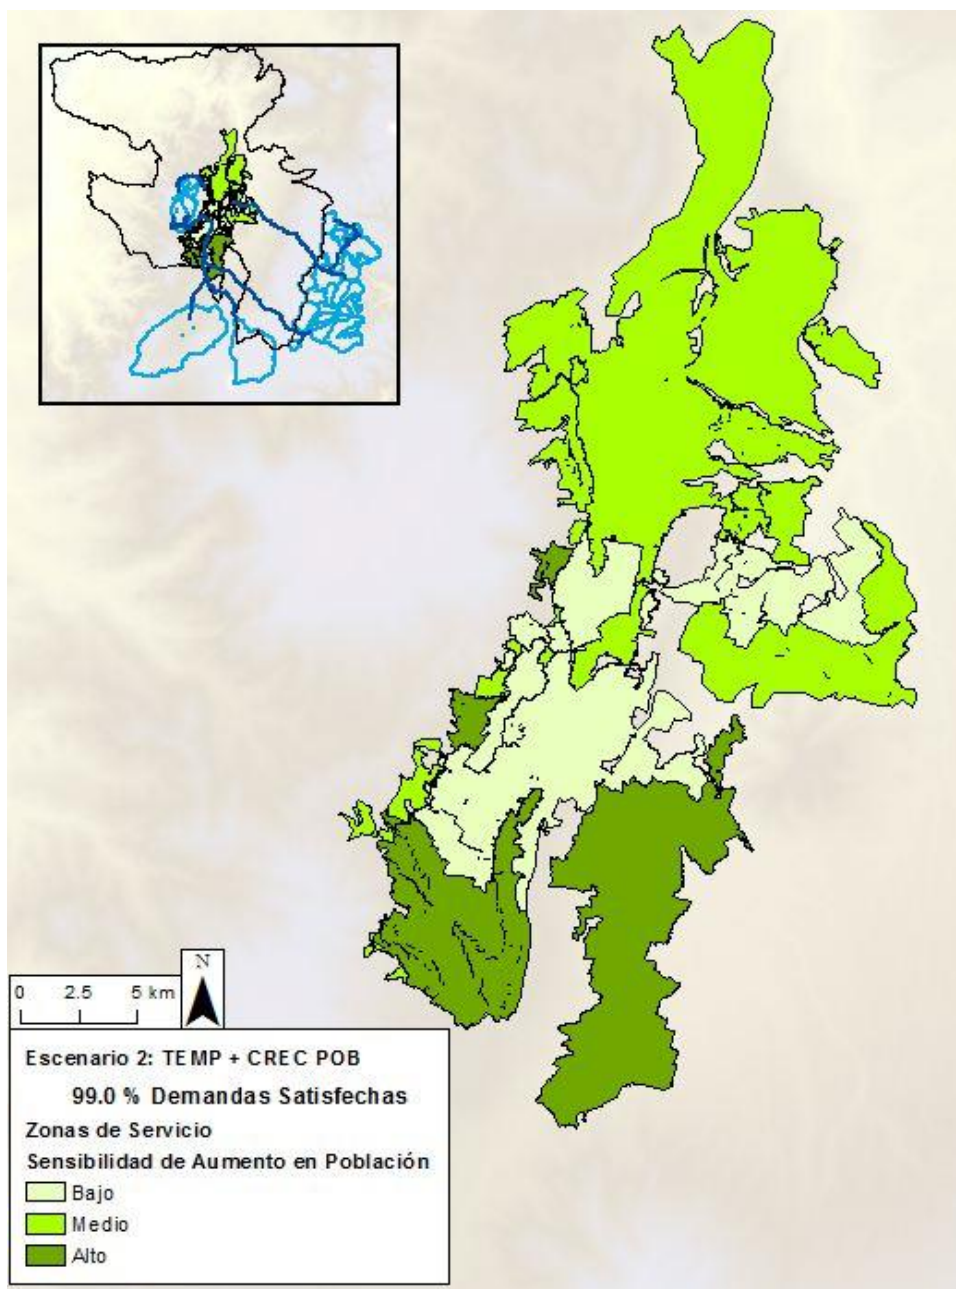 N
0 2.5 5 km
Escenario 2: TEMP + CREC POB
99.0 % Demandas Satisfechas
Zonas de Servicio
Sensibilidad de Aumento en Población
Bajo
Medio
Alto